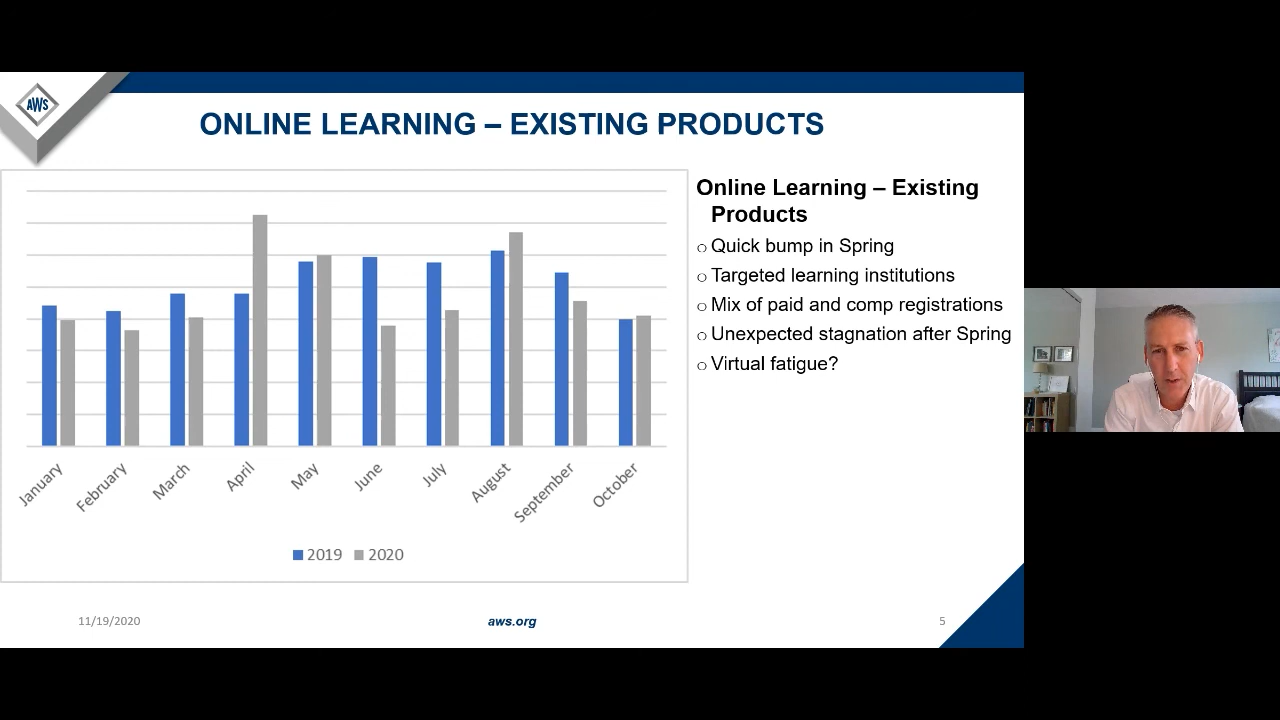 AWS
ONLINE LEARNING – EXISTING PRODUCTS
January
February
March
April
May
June
July
August
September
October
2019
2020
Online Learning – Existing
Products
Quick bump in Spring
Targeted learning institutions
Mix of paid and comp registrations
Unexpected stagnation after Spring
Virtual fatigue?
11/19/2020
aws.org
5